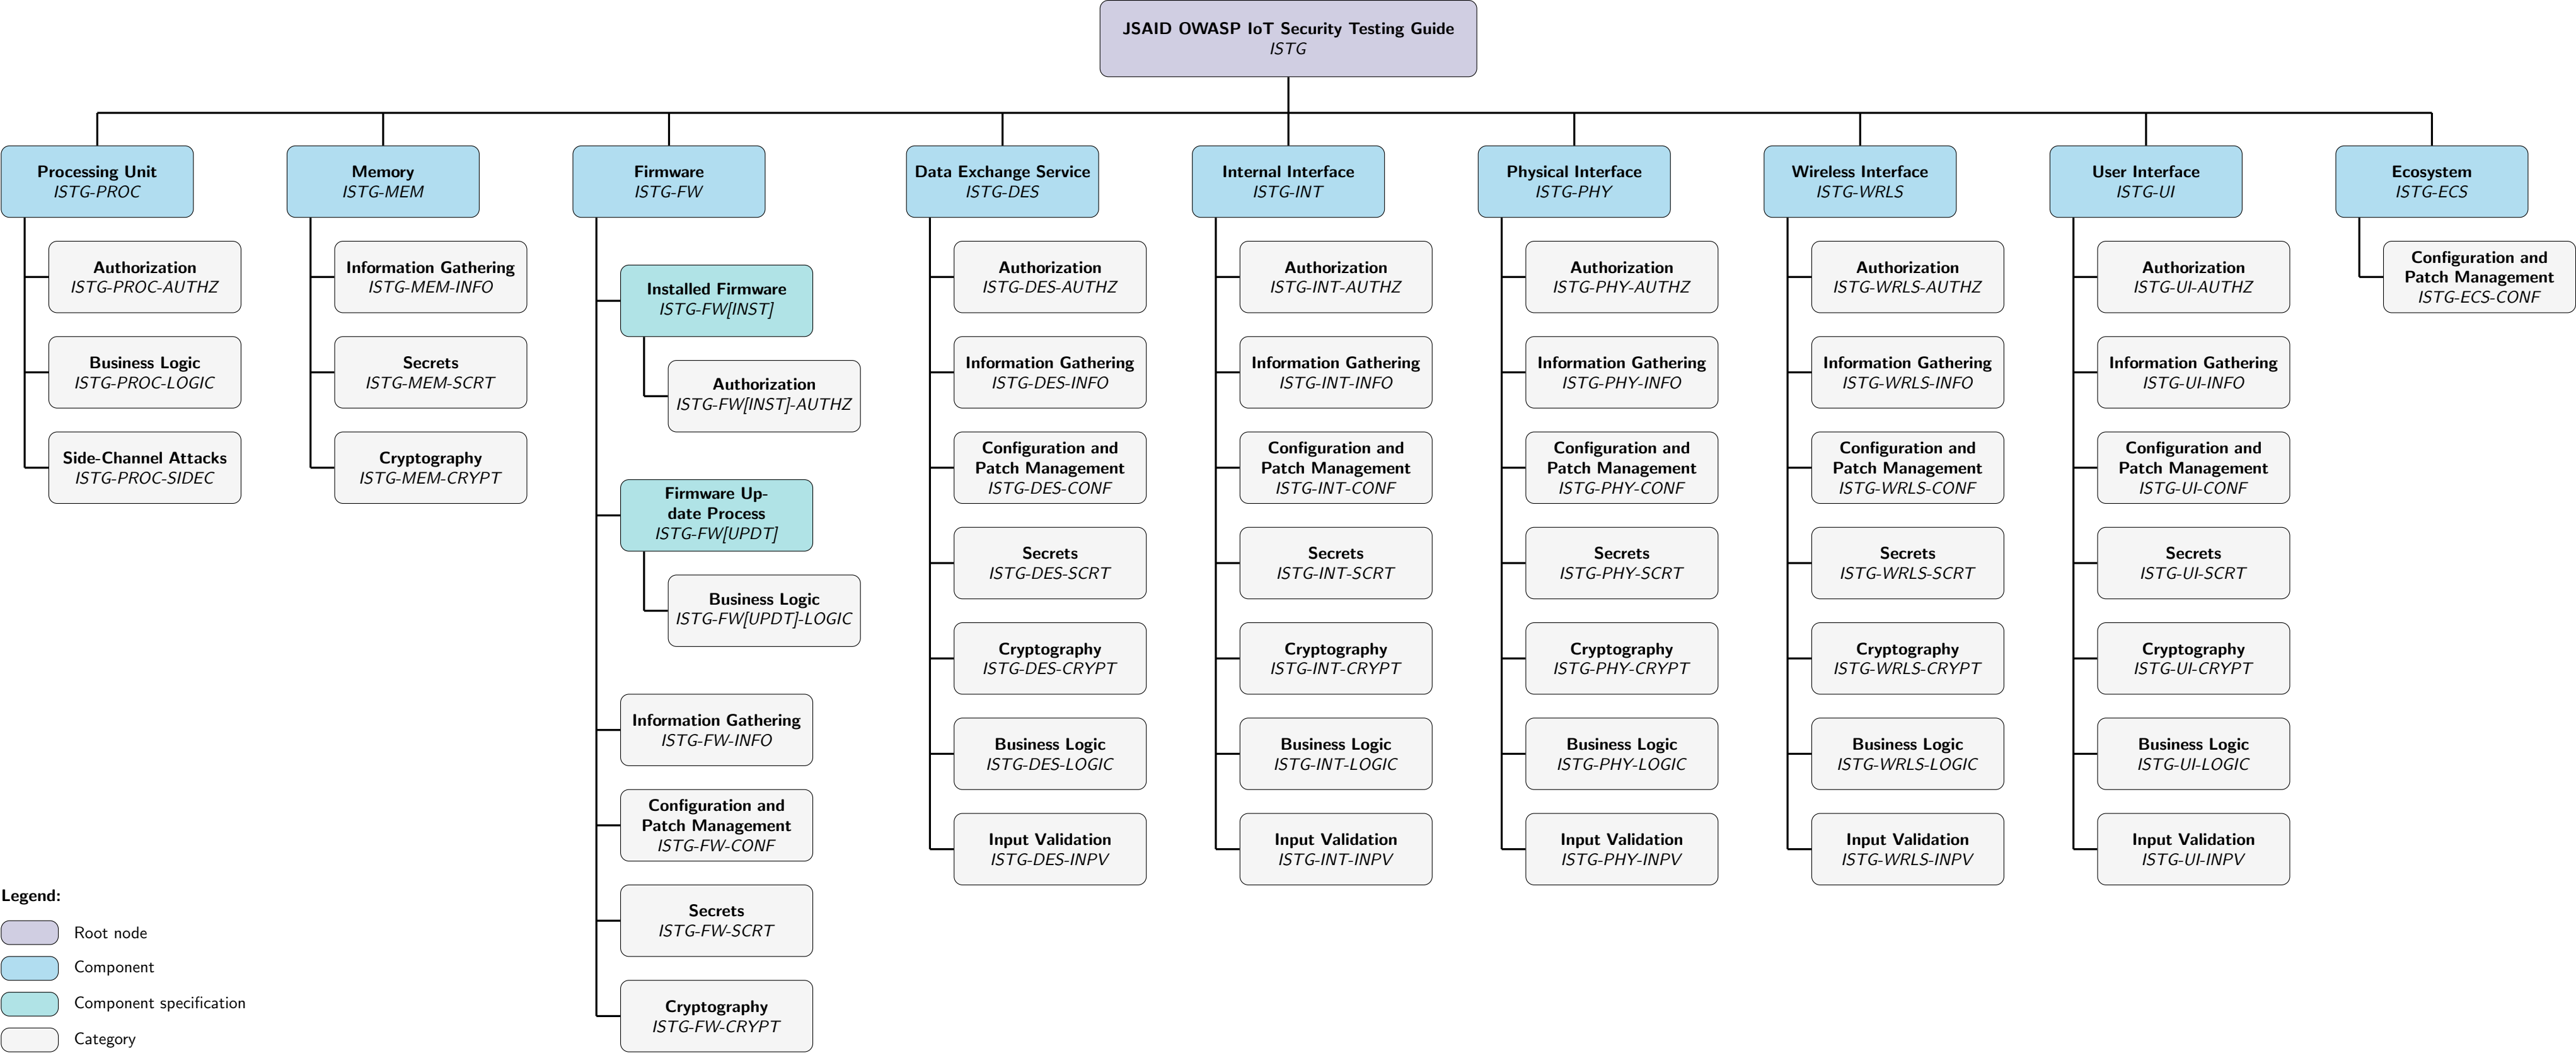 JSAID OWASP IoT Security Testing Guide
ISTG
Processing Unit
ISTG-PROC
Authorization
ISTG-PROC-AUTHZ
Business Logic
ISTG-PROC-LOGIC
Side-Channel Attacks
ISTG-PROC-SIDEC
Memory
ISTG-MEM
Information Gathering
ISTG-MEM-INFO
Secrets
ISTG-MEM-SCRT
Cryptography
ISTG-MEM-CRYPT
Firmware
ISTG-FW
Installed Firmware
ISTG-FW[INST]
Authorization
ISTG-FW[INST]-AUTHZ
Firmware Up-
date Process
ISTG-FW[UPDT]
Business Logic
ISTG-FW[UPDT]-LOGIC
Information Gathering
ISTG-FW-INFO
Configuration and
Patch Management
ISTG-FW-CONF
Secrets
ISTG-FW-SCRT
Cryptography
ISTG-FW-CRYPT
Data Exchange Service
ISTG-DES
Authorization
ISTG-DES-AUTHZ
Information Gathering
ISTG-DES-INFO
Configuration and
Patch Management
ISTG-DES-CONF
Secrets
ISTG-DES-SCRT
Cryptography
ISTG-DES-CRYPT
Business Logic
ISTG-DES-LOGIC
Input Validation
ISTG-DES-INPV
Internal Interface
ISTG-INT
Authorization
ISTG-INT-AUTHZ
Information Gathering
ISTG-INT-INFO
Configuration and
Patch Management
ISTG-INT-CONF
Secrets
ISTG-INT-SCRT
Cryptography
ISTG-INT-CRYPT
Business Logic
ISTG-INT-LOGIC
Input Validation
ISTG-INT-INPV
Physical Interface
ISTG-PHY
Authorization
ISTG-PHY-AUTHZ
Information Gathering
ISTG-PHY-INFO
Configuration and
Patch Management
ISTG-PHY-CONF
Secrets
ISTG-PHY-SCRT
Cryptography
ISTG-PHY-CRYPT
Business Logic
ISTG-PHY-LOGIC
Input Validation
ISTG-PHY-INPV
Wireless Interface
ISTG-WRLS
Authorization
ISTG-WRLS-AUTHZ
Information Gathering
ISTG-WRLS-INFO
Configuration and
Patch Management
ISTG-WRLS-CONF
Secrets
ISTG-WRLS-SCRT
Cryptography
ISTG-WRLS-CRYPT
Business Logic
ISTG-WRLS-LOGIC
Input Validation
ISTG-WRLS-INPV
User Interface
ISTG-UI
Authorization
ISTG-UI-AUTHZ
Information Gathering
ISTG-UI-INFO
Configuration and
Patch Management
ISTG-UI-CONF
Secrets
ISTG-UI-SCRT
Cryptography
ISTG-UI-CRYPT
Business Logic
ISTG-UI-LOGIC
Input Validation
ISTG-UI-INPV
Ecosystem
ISTG-ECS
Configuration and
Patch Management
ISTG-ECS-CONF
Legend:
Root node
Component
Component specification
Category